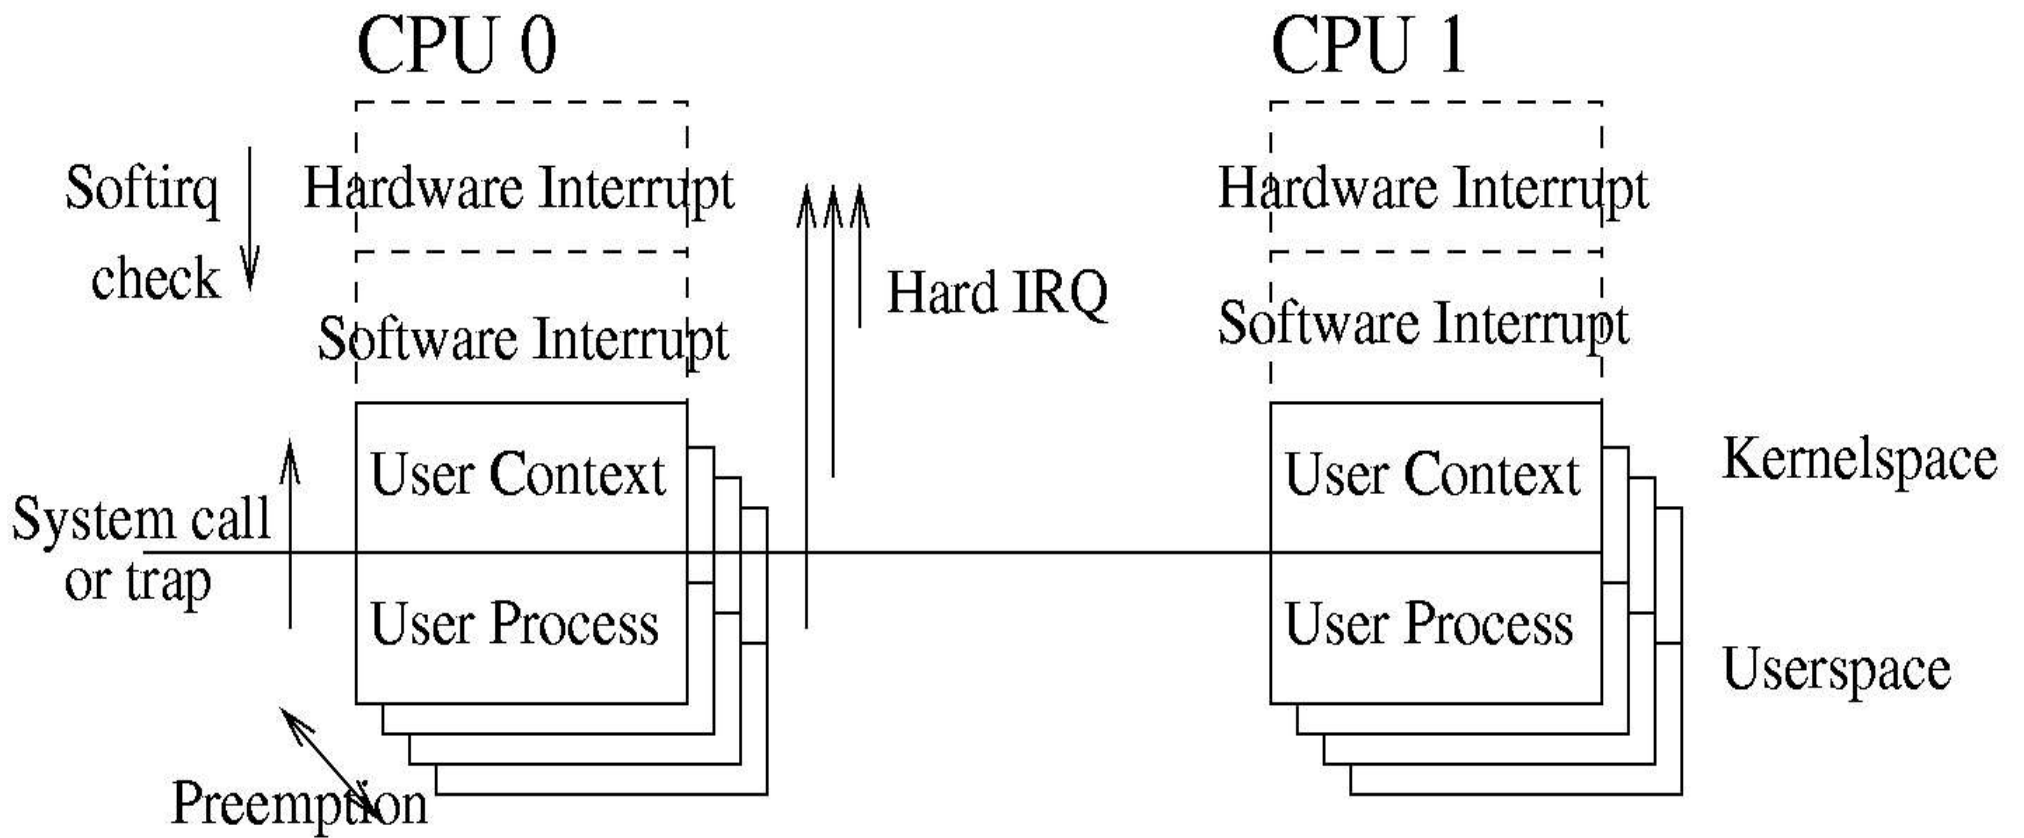 CPU 0
CPU 1
Softirq
check
Hardware Interrupt
Hardware Interrupt
Hard IRQ
Software Interrupt
Software Interrupt
User Context
User Context
Kernelspace
System call
or trap
User Process
User Process
Userspace
Preemption